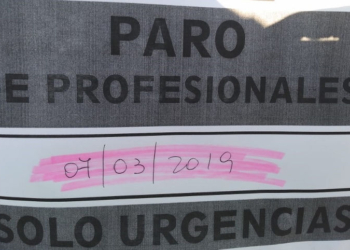 PARO
E PROFESIONALES
07/03/2019
SOLO URGENCIAS